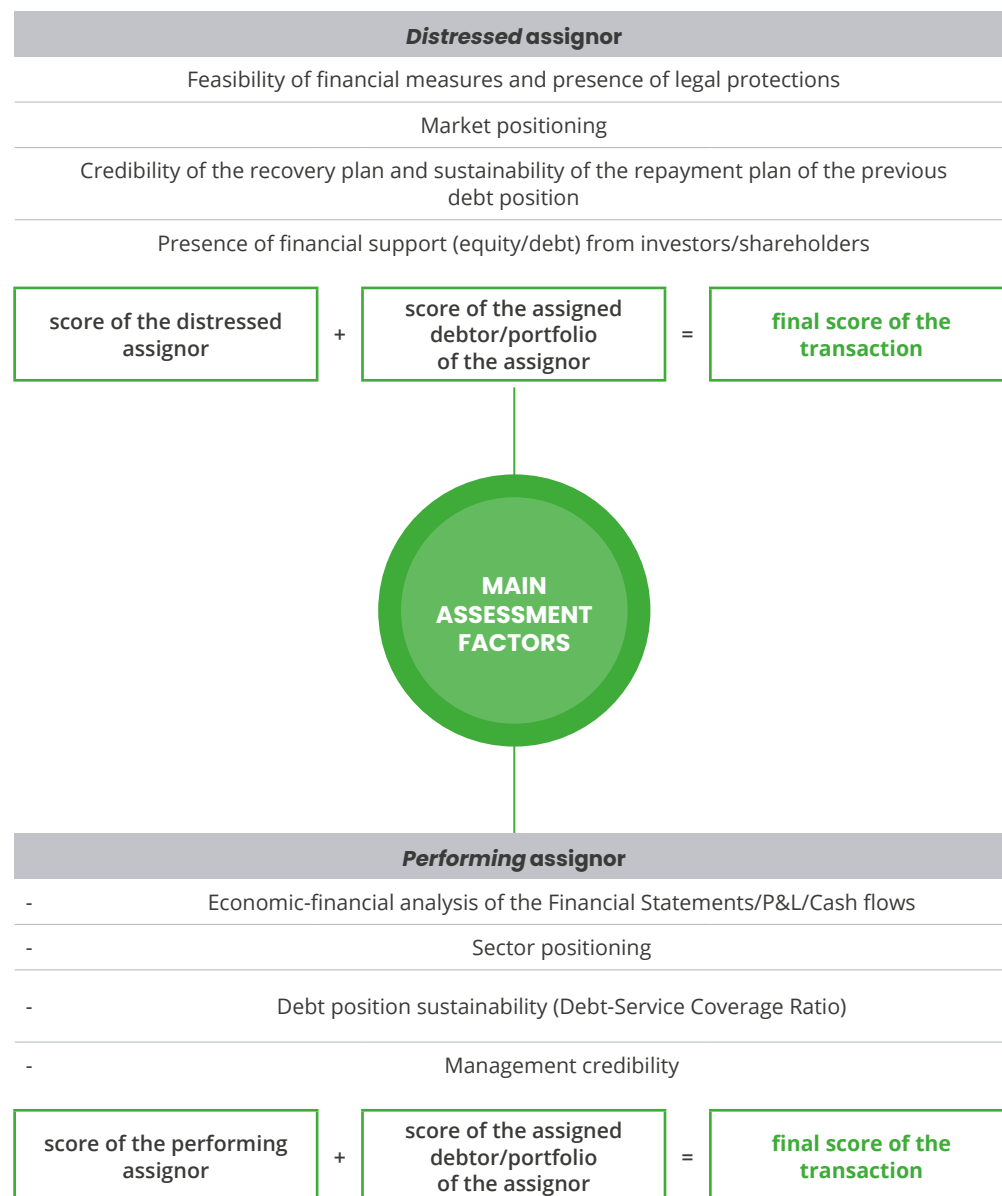 Distressed assignor
Feasibility of financial measures and presence of legal protections
Market positioning
Credibility of the recovery plan and sustainability of the repayment plan of the previous
debt position
Presence of financial support (equity/debt) from investors/shareholders
score of the distressed
assignor
+
score of the assigned
debtor/portfolio
of the assignor
=
final score of the
transaction
MAIN
ASSESSMENT
FACTORS
Performing assignor
- Economic-financial analysis of the Financial Statements/P&L/Cash flows
- Sector positioning
- Debt position sustainability (Debt-Service Coverage Ratio)
- Management credibility
score of the performing
assignor
+
score of the assigned
debtor/portfolio
of the assignor
=
final score of the
transaction